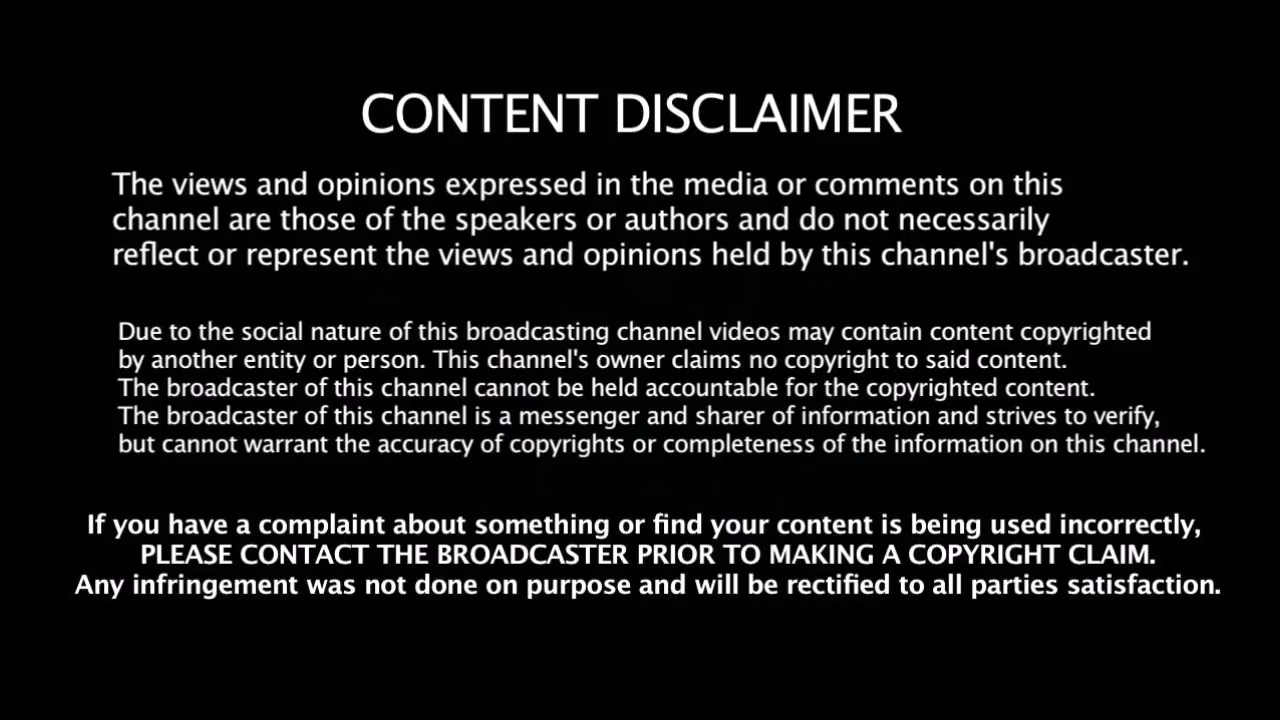 CONTENT DISCLAIMER
The views and opinions expressed in the media or comments on this
channel are those of the speakers or authors and do not necessarily
reflect or represent the views and opinions held by this channel's broadcaster.
Due to the social nature of this broadcasting channel videos may contain content copyrighted
by another entity or person. This channel's owner claims no copyright to said content.
The broadcaster of this channel cannot be held accountable for the copyrighted content.
The broadcaster of this channel is a messenger and sharer of information and strives to verify,
but cannot warrant the accuracy of copyrights or completeness of the information on this channel.
If you have a complaint about something or find your content is being used incorrectly,
PLEASE CONTACT THE BROADCASTER PRIOR TO MAKING A COPYRIGHT CLAIM.
Any infringement was not done on purpose and will be rectified to all parties satisfaction.